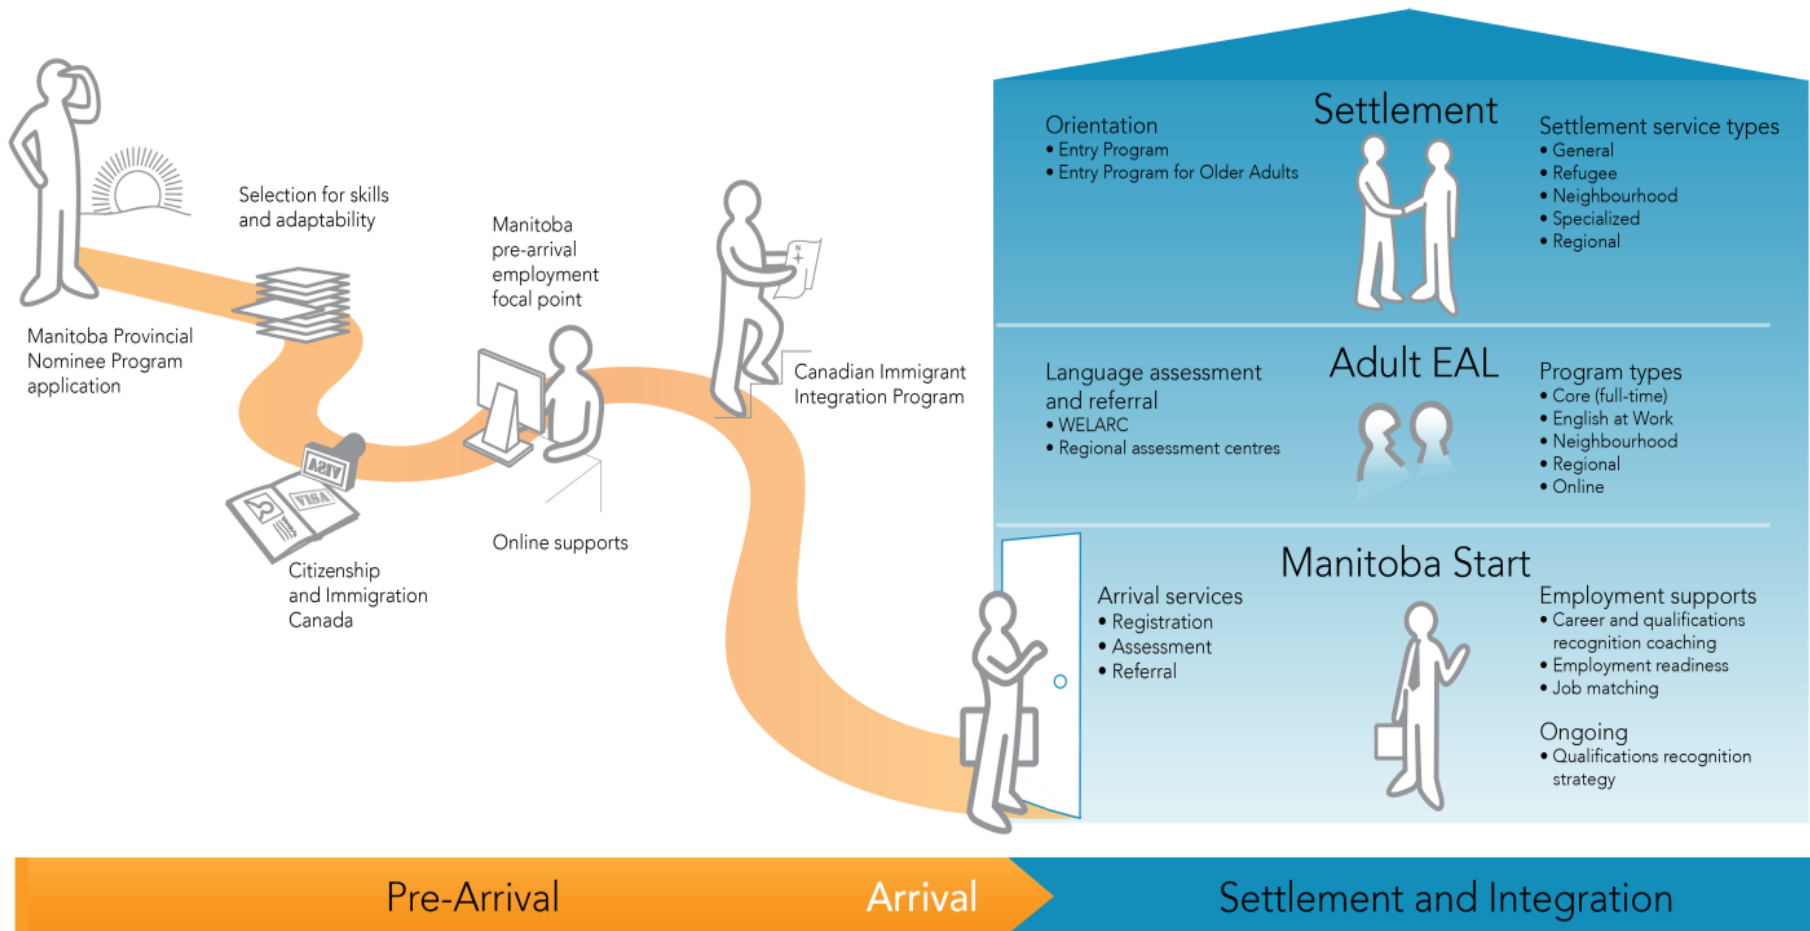 Selection for skills
and adaptability
Manitoba Provincial
Nominee Program
application
VISA
VISA
Citizenship
and Immigration
Canada
Manitoba
pre-arrival
employment
focal point
Online supports
N
Canadian Immigrant
Integration Program
Settlement
Orientation
• Entry Program
• Entry Program for Older Adults
Settlement service types
• General
• Refugee
• Neighbourhood
• Specialized
• Regional
Adult EAL
Language assessment
and referral
• WELARC
• Regional assessment centres
Program types
• Core (full-time)
• English at Work
• Neighbourhood
• Regional
• Online
Manitoba Start
Arrival services
• Registration
• Assessment
• Referral
Employment supports
• Career and qualifications
recognition coaching
• Employment readiness
• Job matching
Ongoing
• Qualifications recognition
strategy
Pre-Arrival
Arrival
Settlement and Integration